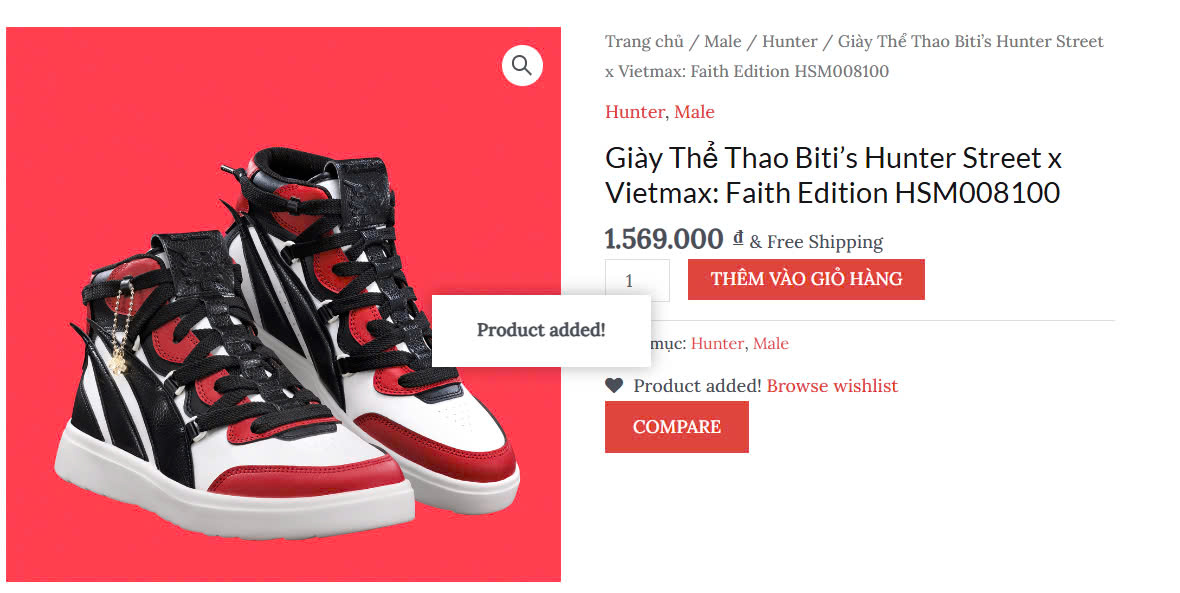 Trang chủ / Male / Hunter / Giày Thể Thao Biti’s Hunter Street
x Vietmax: Faith Edition HSM008100
Hunter, Male
Giày Thể Thao Biti’s Hunter Street x
Vietmax: Faith Edition HSM008100
1.569.000 ₫ & Free Shipping
1
THÊM VÀO GIỎ HÀNG
Product added!
mục: Hunter, Male
Product added! Browse wishlist
COMPARE